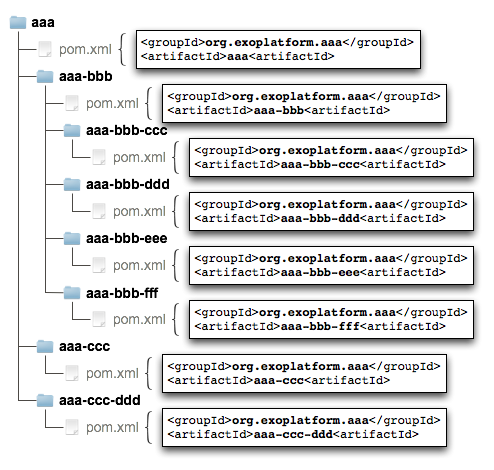 aaa
pom.xml
<groupId>org.exoplatform.aaa</groupId>
<artifactId>aaa<artifactId>
aaa-bbb
pom.xml
<groupId>org.exoplatform.aaa</groupId>
<artifactId>aaa-bbb<artifactId>
aaa-bbb-ccc
pom.xml
<groupId>org.exoplatform.aaa</groupId>
<artifactId>aaa-bbb-ccc<artifactId>
aaa-bbb-ddd
pom.xml
<groupId>org.exoplatform.aaa</groupId>
<artifactId>aaa-bbb-ddd<artifactId>
aaa-bbb-eee
pom.xml
<groupId>org.exoplatform.aaa</groupId>
<artifactId>aaa-bbb-eee<artifactId>
aaa-bbb-fff
pom.xml
<groupId>org.exoplatform.aaa</groupId>
<artifactId>aaa-bbb-fff<artifactId>
aaa-ccc
pom.xml
<groupId>org.exoplatform.aaa</groupId>
<artifactId>aaa-ccc<artifactId>
aaa-ccc-ddd
pom.xml
<groupId>org.exoplatform.aaa</groupId>
<artifactId>aaa-ccc-ddd<artifactId>